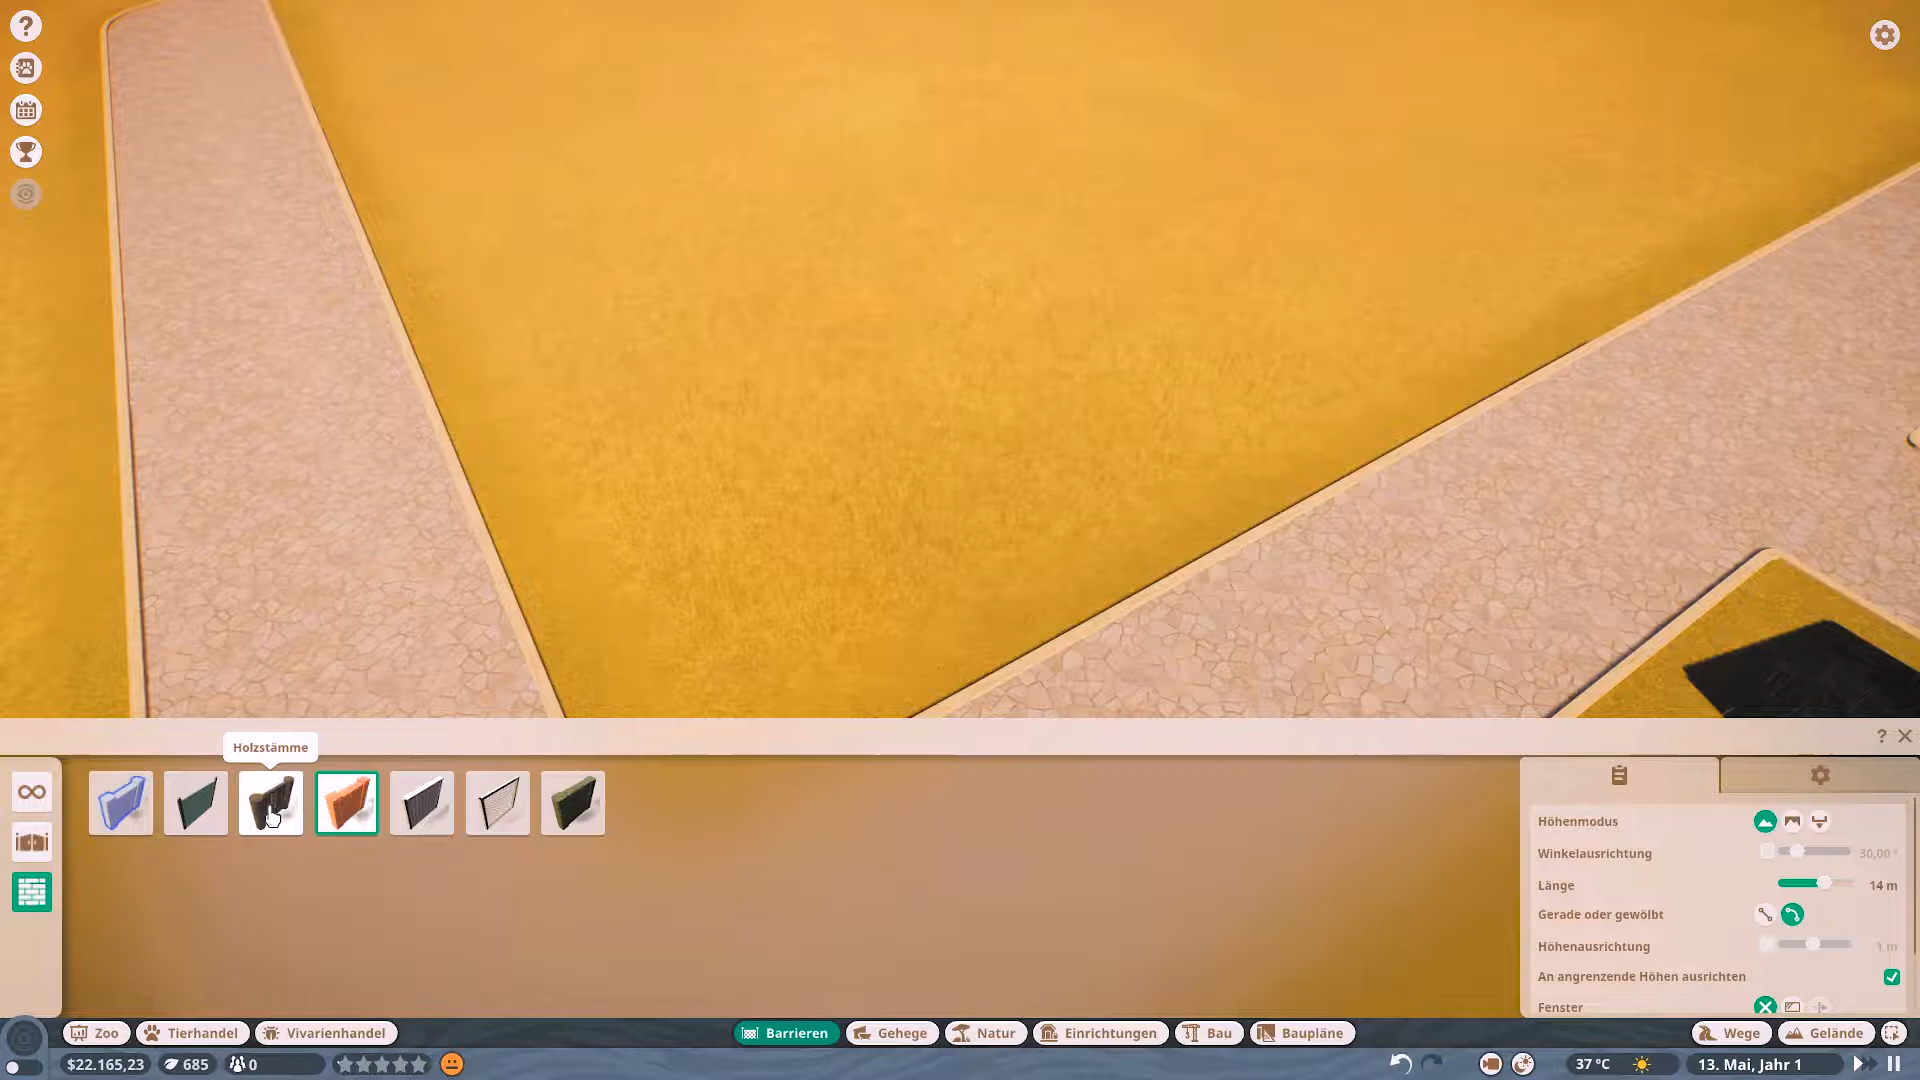 Holzstämme
Höhenmodus
Winkelausrichtung 30,00 °
Länge 14 m
Gerade oder gewölbt
Höhenausrichtung 1 m
An angrenzende Höhen ausrichten
Fenster
Zoo Tierhandel Vivarienhandel Barrieren Gehege Natur Einrichtungen Bau Baupläne Wege Gelände
$22.165,23 685 0 37 °C 13. Mai, Jahr 1